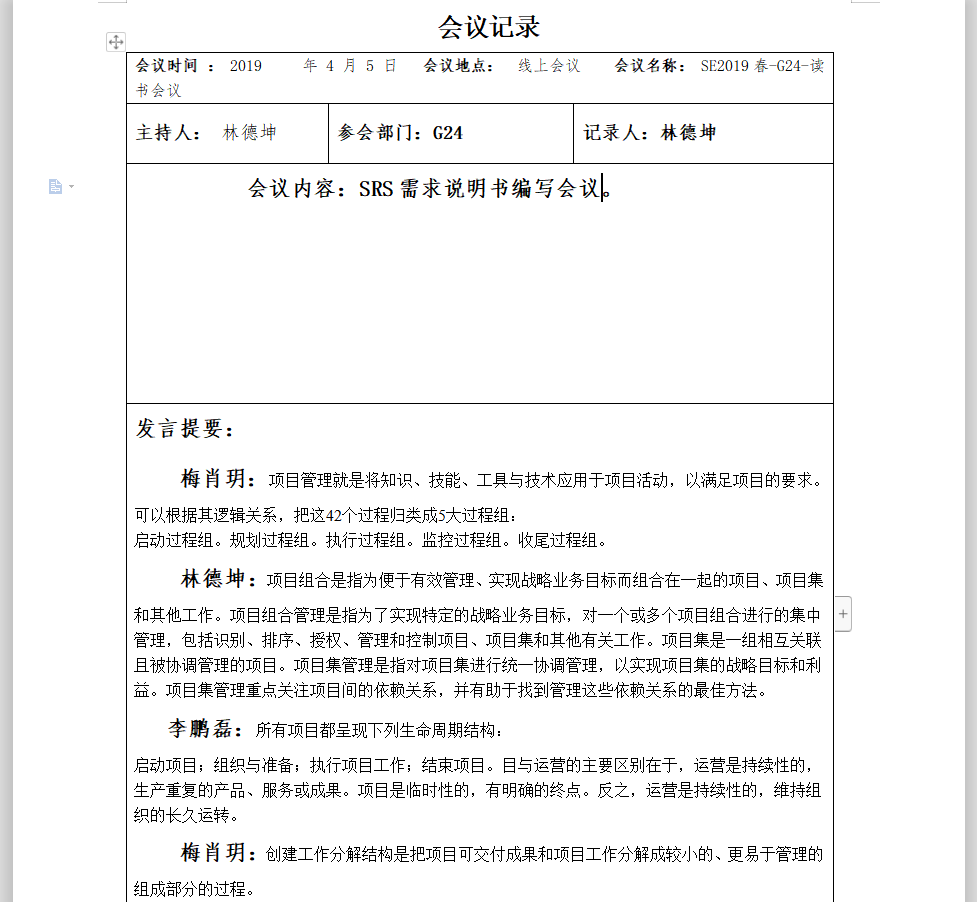 会议记录
会议时间 : 2019 年 4 月 5 日 会议地点: 线上会议 会议名称: SE2019 春-G24-读
书会议
主持人: 林德坤 参会部门:G24 记录人:林德坤
会议内容:SRS 需求说明书编写会议。
发言提要:
梅肖玥:项目管理就是将知识、技能、工具与技术应用于项目活动,以满足项目的要求。
可以根据其逻辑关系,把这42个过程归类成5大过程组:
启动过程组。规划过程组。执行过程组。监控过程组。收尾过程组。
林德坤:项目组合是指为便于有效管理、实现战略业务目标而组合在一起的项目、项目集
和其他工作。项目组合管理是指为了实现特定的战略业务目标,对一个或多个项目组合进行的集中
管理,包括识别、排序、授权、管理和控制项目、项目集和其他有关工作。项目集是一组相互关联
且被协调管理的项目。项目集管理是指对项目集进行统一协调管理,以实现项目集的战略目标和利
益。项目集管理重点关注项目间的依赖关系,并有助于找到管理这些依赖关系的最佳方法。
李鹏磊:所有项目都呈现下列生命周期结构:
启动项目;组织与准备;执行项目工作;结束项目。目与运营的主要区别在于,运营是持续性的,
生产重复的产品、服务或成果。项目是临时性的,有明确的终点。反之,运营是持续性的,维持组
织的长久运转。
梅肖玥:创建工作分解结构是把项目可交付成果和项目工作分解成较小的、更易于管理的
组成部分的过程。